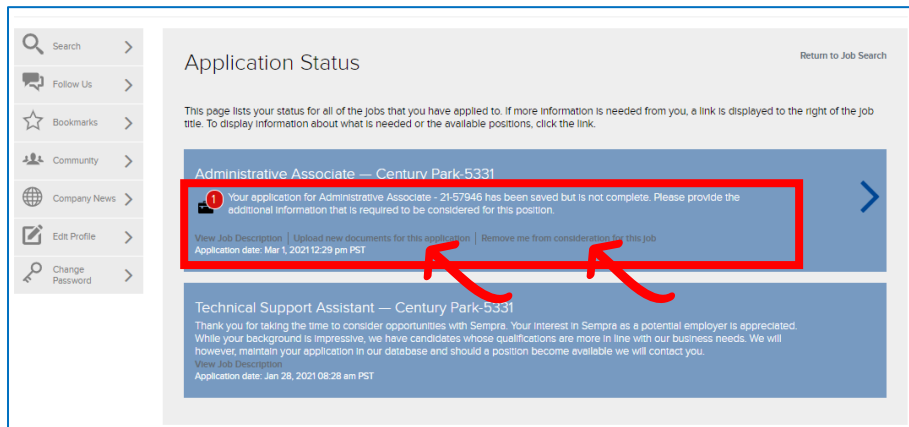 Search
Follow Us
Bookmarks
Community
Company News
Edit Profile
Change
Password
Application Status
Return to Job Search
This page lists your status for all of the jobs that you have applied to. If more information is needed from you, a link is displayed to the right of the job
title. To display information about what is needed or the available positions, click the link.
Administrative Associate — Century Park-5331
1
Your application for Administrative Associate - 21-57946 has been saved but is not complete. Please provide the
additional information that is required to be considered for this position.
View Job Description | Upload new documents for this application | Remove me from consideration for this job
Application date: Mar 1, 2021 12:29 pm PST
Technical Support Assistant — Century Park-5331
Thank you for taking the time to consider opportunities with Sempra. Your interest in Sempra as a potential employer is appreciated.
While your background is impressive, we have candidates whose qualifications are more in line with our business needs. We will
however, maintain your application in our database and should a position become available we will contact you.
View Job Description
Application date: Jan 28, 2021 08:28 am PST